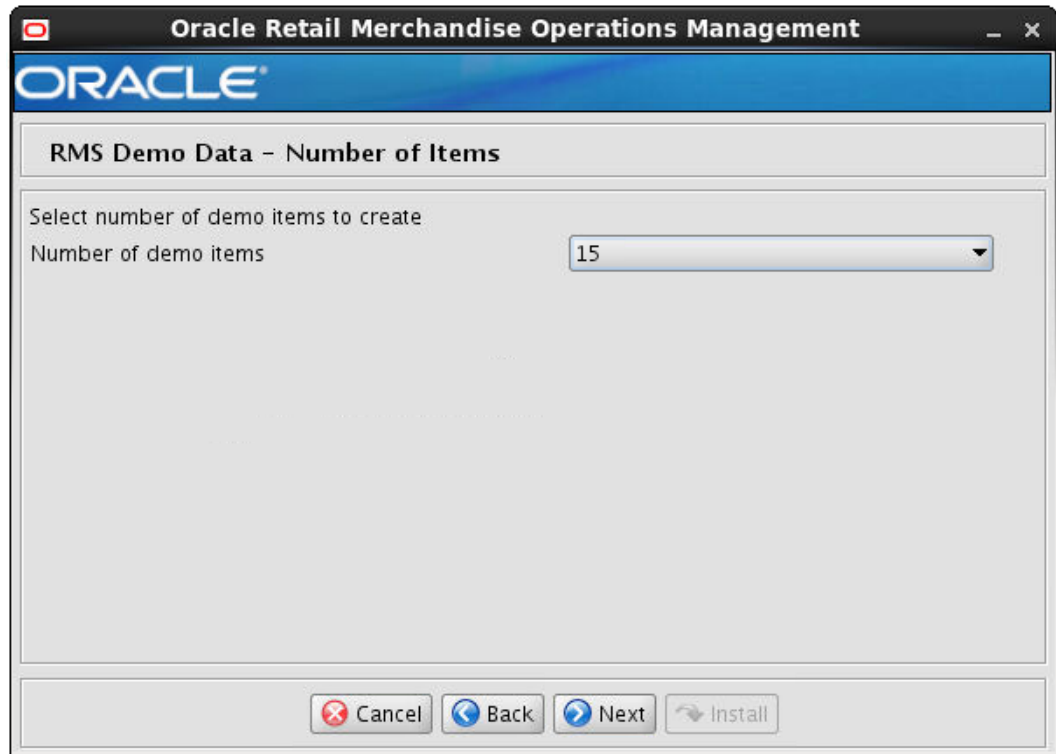 Oracle Retail Merchandise Operations Management
ORACLE®
RMS Demo Data – Number of Items
Select number of demo items to create
Number of demo items 15
Cancel Back Next Install